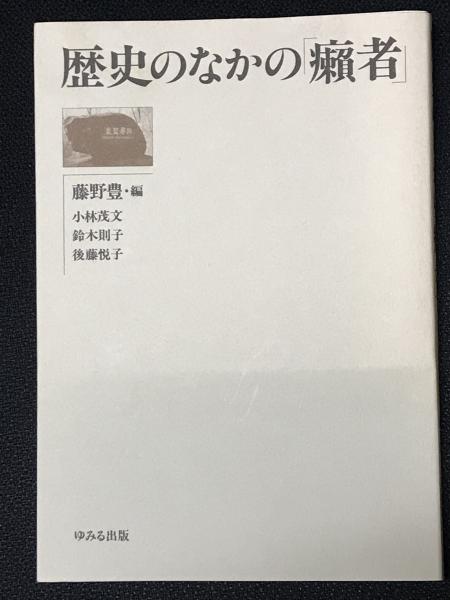 歴史のなかの「癩者」
藤野豊・編
小林茂文
鈴木則子
後藤悦子
ゆみる出版